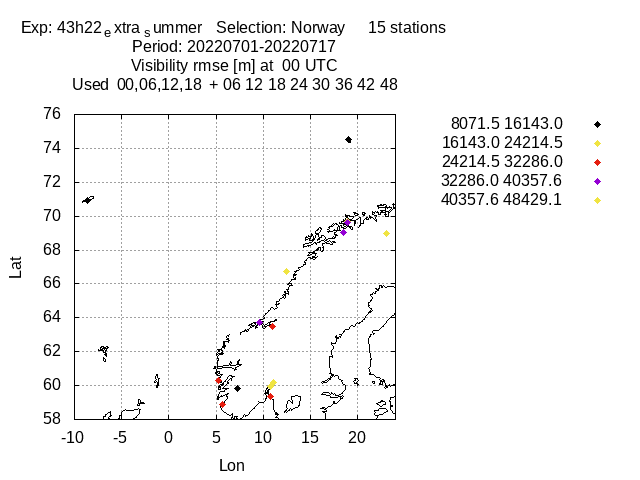 Exp: 43h22_extra_summer Selection: Norway 15 stations
Period: 20220701-20220717
Visibility rmse [m] at 00 UTC
Used 00,06,12,18 + 06 12 18 24 30 36 42 48
8071.5 16143.0
16143.0 24214.5
24214.5 32286.0
32286.0 40357.6
40357.6 48429.1
76
74
72
70
68
66
64
62
60
58
Lat
-10 -5 0 5 10 15 20
Lon